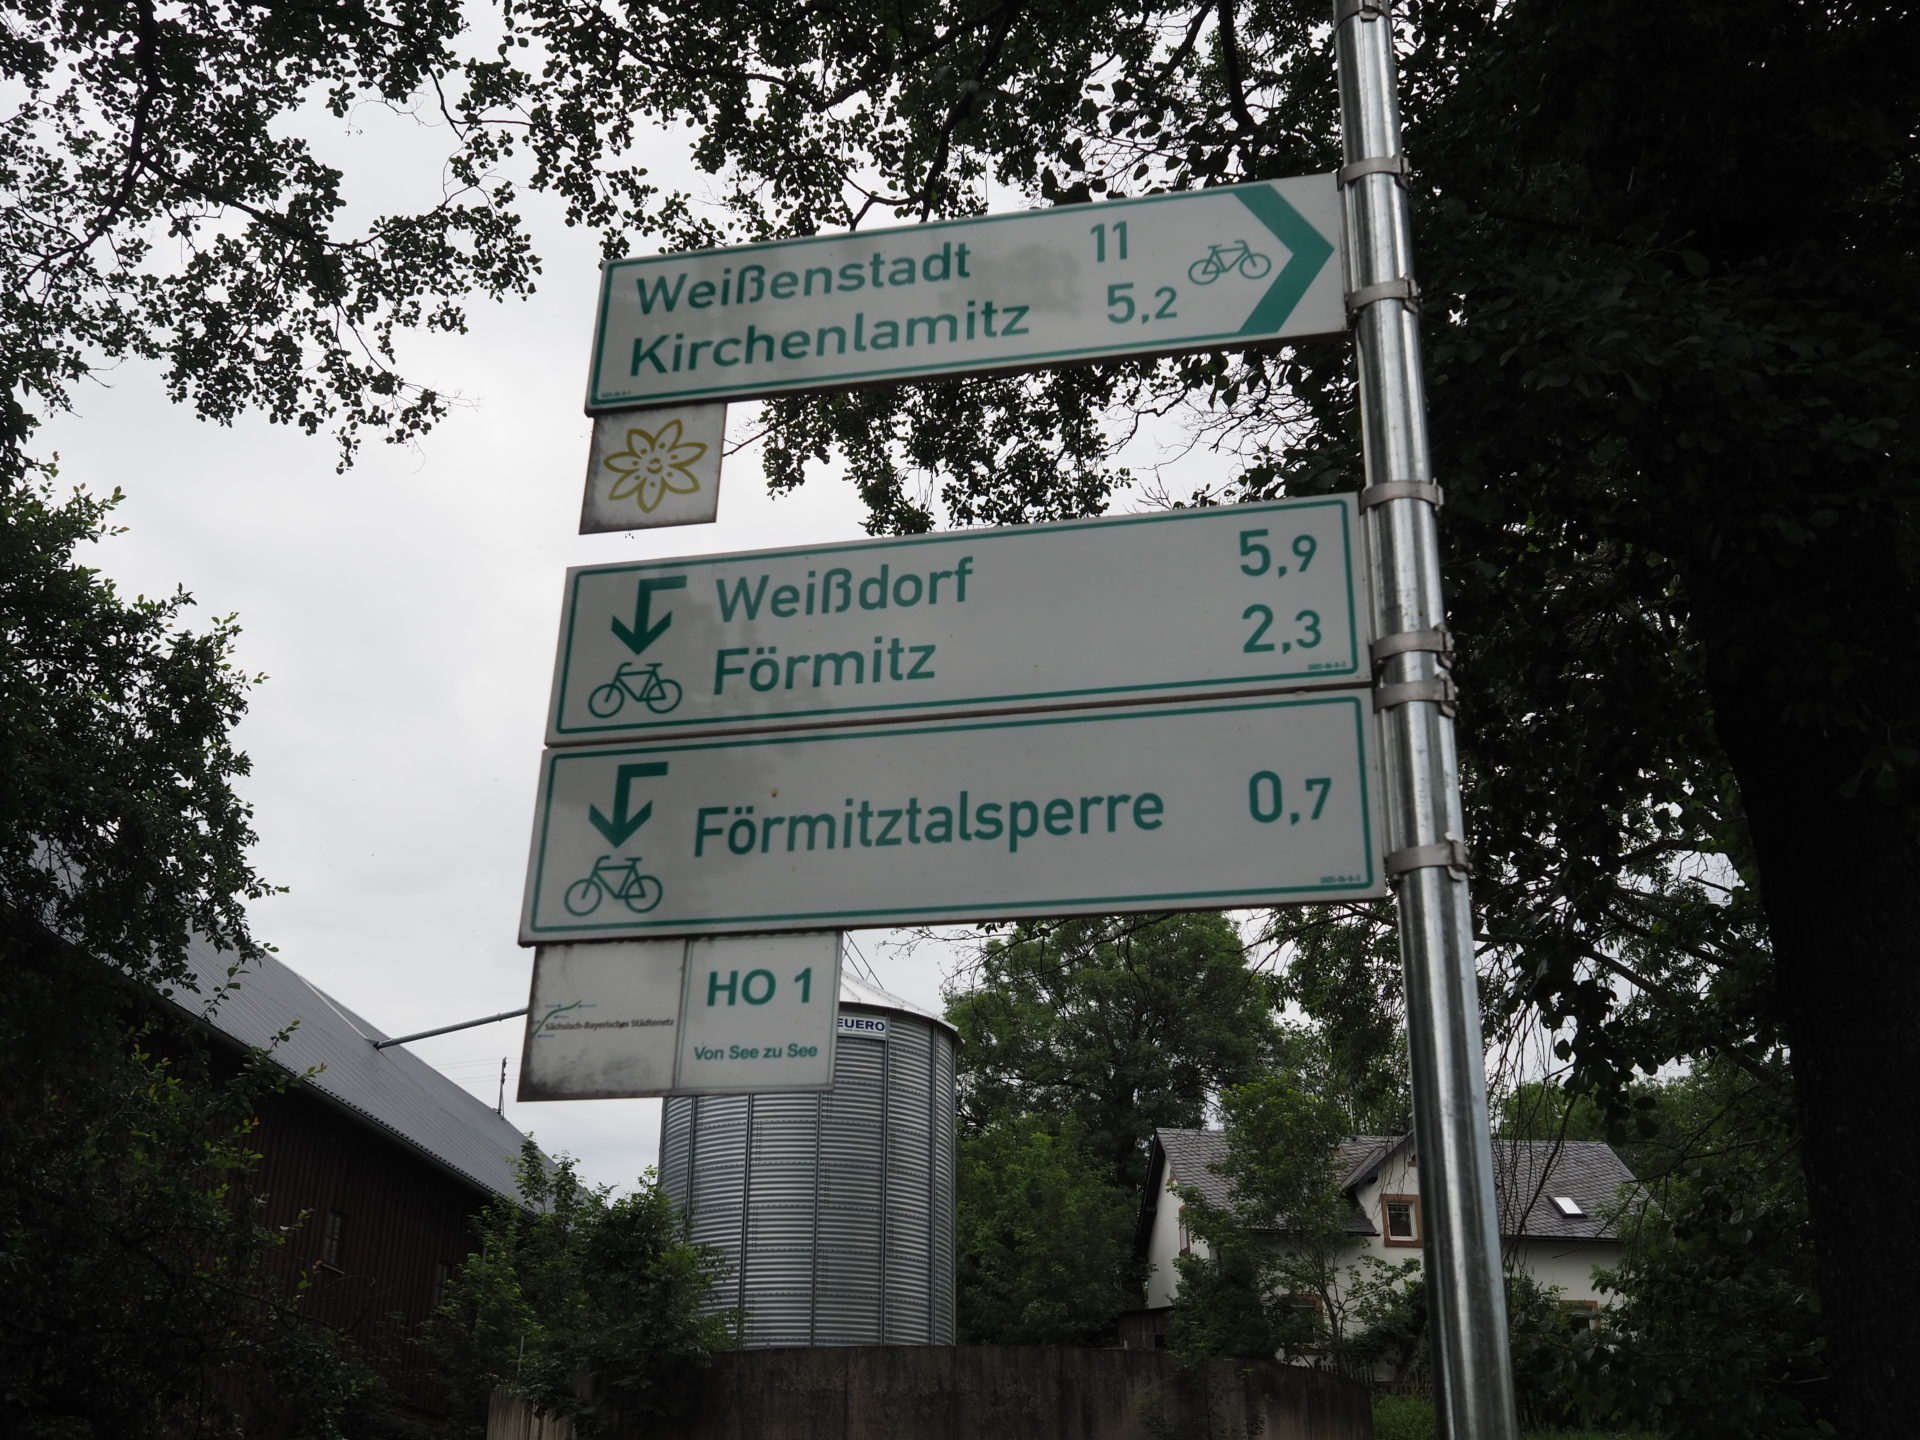 Weißenstadt 11
Kirchenlamitz 5,2
Weißdorf 5,9
Förmitz 2,3
Förmitztalsperre 0,7
HO 1
Sächsisch-Bayerisches Städtenetz
Von See zu See
EUERO